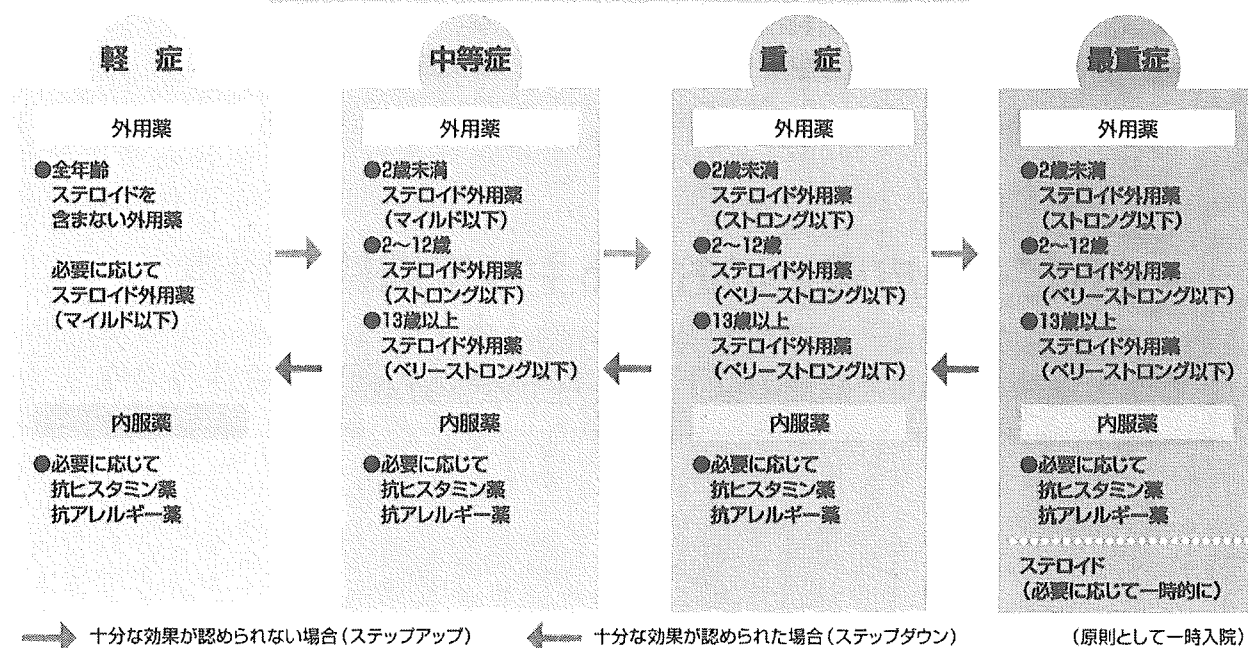 軽 症
外用薬
●全年齢
ステロイドを
含まない外用薬
必要に応じて
ステロイド外用薬
(マイルド以下)
内服薬
●必要に応じて
抗ヒスタミン薬
抗アレルギー薬
中等症
外用薬
●2歳未満
ステロイド外用薬
(マイルド以下)
●2～12歳
ステロイド外用薬
(ストロング以下)
●13歳以上
ステロイド外用薬
(ベリーストロング以下)
内服薬
●必要に応じて
抗ヒスタミン薬
抗アレルギー薬
重 症
外用薬
●2歳未満
ステロイド外用薬
(ストロング以下)
●2～12歳
ステロイド外用薬
(ベリーストロング以下)
●13歳以上
ステロイド外用薬
(ベリーストロング以下)
内服薬
●必要に応じて
抗ヒスタミン薬
抗アレルギー薬
最重症
外用薬
●2歳未満
ステロイド外用薬
(ストロング以下)
●2～12歳
ステロイド外用薬
(ベリーストロング以下)
●13歳以上
ステロイド外用薬
(ベリーストロング以下)
内服薬
●必要に応じて
抗ヒスタミン薬
抗アレルギー薬
ステロイド
(必要に応じて一時的に)
十分な効果が認められない場合(ステップアップ) 十分な効果が認められた場合(ステップダウン) (原則として一時入院)